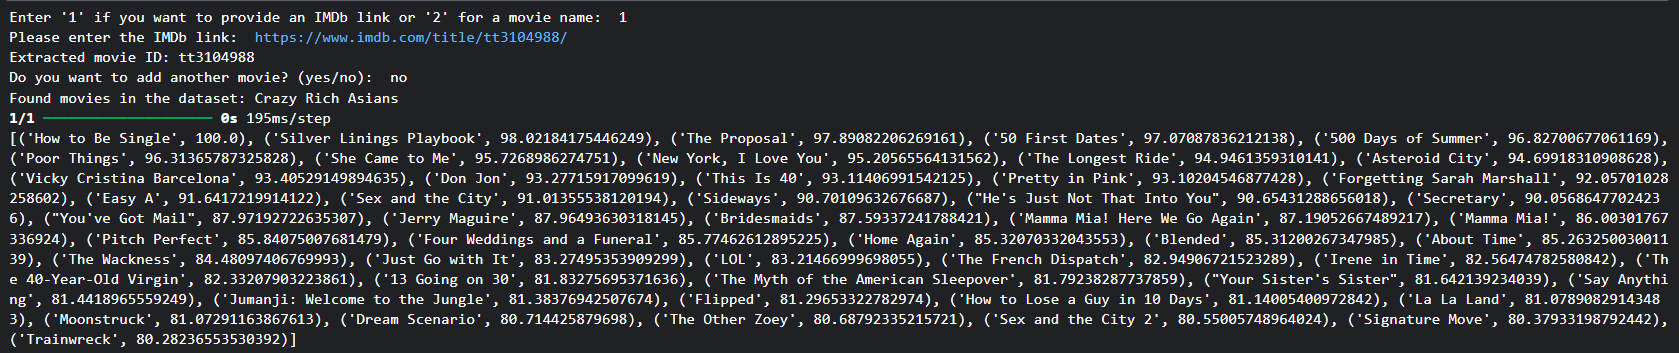 Enter '1' if you want to provide an IMDb link or '2' for a movie name:  1
Please enter the IMDb link:  https://www.imdb.com/title/tt3104988/
Extracted movie ID: tt3104988
Do you want to add another movie? (yes/no):  no
Found movies in the dataset: Crazy Rich Asians
1/1 ━━━━━━━━━━━━━━━━━━━━ 0s 195ms/step
[('How to Be Single', 100.0), ('Silver Linings Playbook', 98.02184175446249), ('The Proposal', 97.89082206269161), ('50 First Dates', 97.07087836212138), ('500 Days of Summer', 96.82700677061169),
('Poor Things', 96.31365787325828), ('She Came to Me', 95.7268986274751), ('New York, I Love You', 95.20565564131562), ('The Longest Ride', 94.9461359310141), ('Asteroid City', 94.69918310908628),
('Vicky Cristina Barcelona', 93.40529149894635), ('Don Jon', 93.27715917099619), ('This Is 40', 93.11406991542125), ('Pretty in Pink', 93.10204546877428), ('Forgetting Sarah Marshall', 92.05701028
258602), ('Easy A', 91.6417219914122), ('Sex and the City', 91.01355538120194), ('Sideways', 90.70109632676687), ("He's Just Not That Into You", 90.65431288656018), ('Secretary', 90.0568647702423
6), ("You've Got Mail", 87.97192722635307), ('Jerry Maguire', 87.96493630318145), ('Bridesmaids', 87.59337241788421), ('Mamma Mia! Here We Go Again', 87.19052667489217), ('Mamma Mia!', 86.00301767
336924), ('Pitch Perfect', 85.84075007681479), ('Four Weddings and a Funeral', 85.77462612895225), ('Home Again', 85.32070332043553), ('Blended', 85.31200267347985), ('About Time', 85.2632500300011
39), ('The Wackness', 84.48097406769993), ('Just Go with It', 83.27495353909299), ('LOL', 83.21466999698055), ('The French Dispatch', 82.94906721523289), ('Irene in Time', 82.56474782580842), ('Th
e 40-Year-Old Virgin', 82.33207903223861), ('13 Going on 30', 81.83275695371636), ('The Myth of the American Sleepover', 81.79238287737859), ("Your Sister's Sister", 81.642139234039), ('Say Anythi
ng', 81.4418965559249), ('Jumanji: Welcome to the Jungle', 81.38376942507674), ('Flipped', 81.29653322782974), ('How to Lose a Guy in 10 Days', 81.14005400972842), ('La La Land', 81.0789082914348
3), ('Moonstruck', 81.07291163867613), ('Dream Scenario', 80.714425879698), ('The Other Zoey', 80.68792335215721), ('Sex and the City 2', 80.55005748964024), ('Signature Move', 80.37933198792442),
('Trainwreck', 80.28236553530392)]